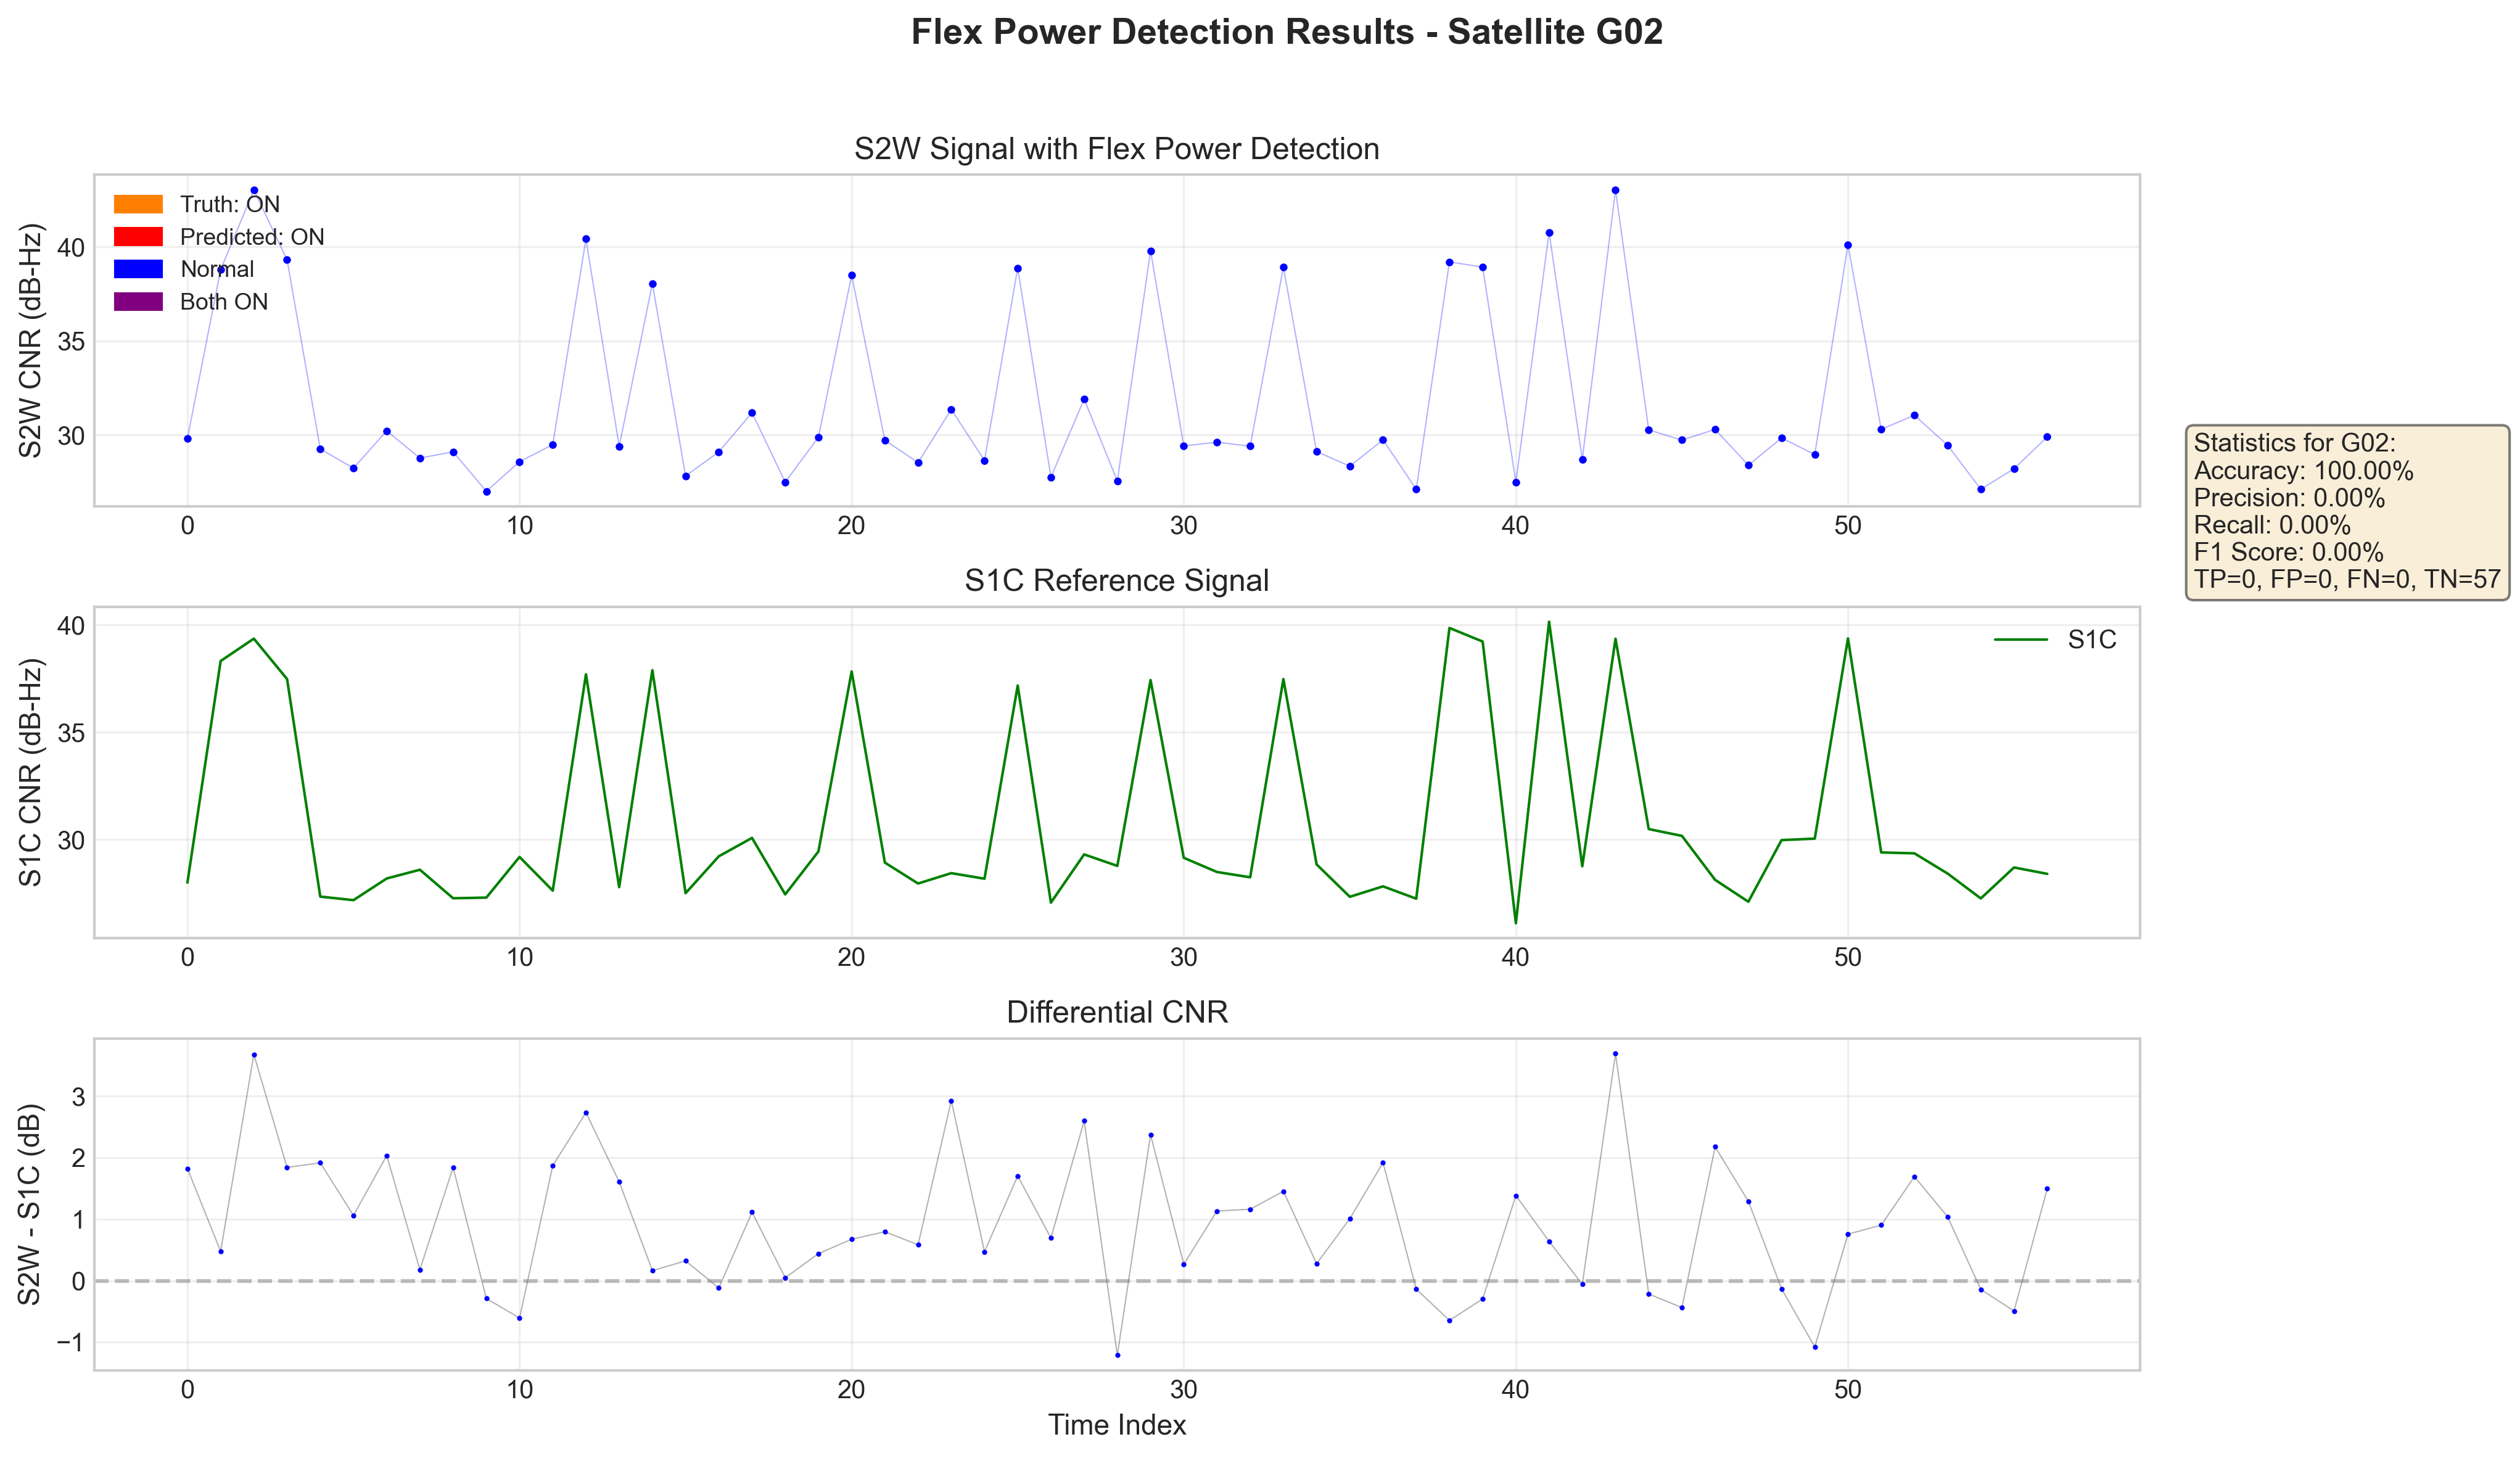 Flex Power Detection Results - Satellite G02
S2W Signal with Flex Power Detection
S2W CNR (dB-Hz)
40
35
30
Truth: ON
Predicted: ON
Normal
Both ON
0 10 20 30 40 50
Statistics for G02:
Accuracy: 100.00%
Precision: 0.00%
Recall: 0.00%
F1 Score: 0.00%
TP=0, FP=0, FN=0, TN=57
S1C Reference Signal
S1C CNR (dB-Hz)
40
35
30
S1C
0 10 20 30 40 50
Differential CNR
S2W - S1C (dB)
3
2
1
0
−1
0 10 20 30 40 50
Time Index